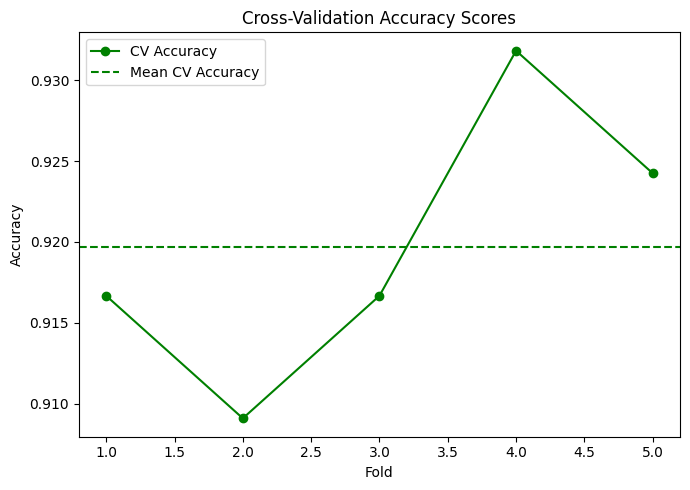 Cross-Validation Accuracy Scores
CV Accuracy
Mean CV Accuracy
0.930
0.925
0.920
0.915
0.910
Accuracy
1.0 1.5 2.0 2.5 3.0 3.5 4.0 4.5 5.0
Fold